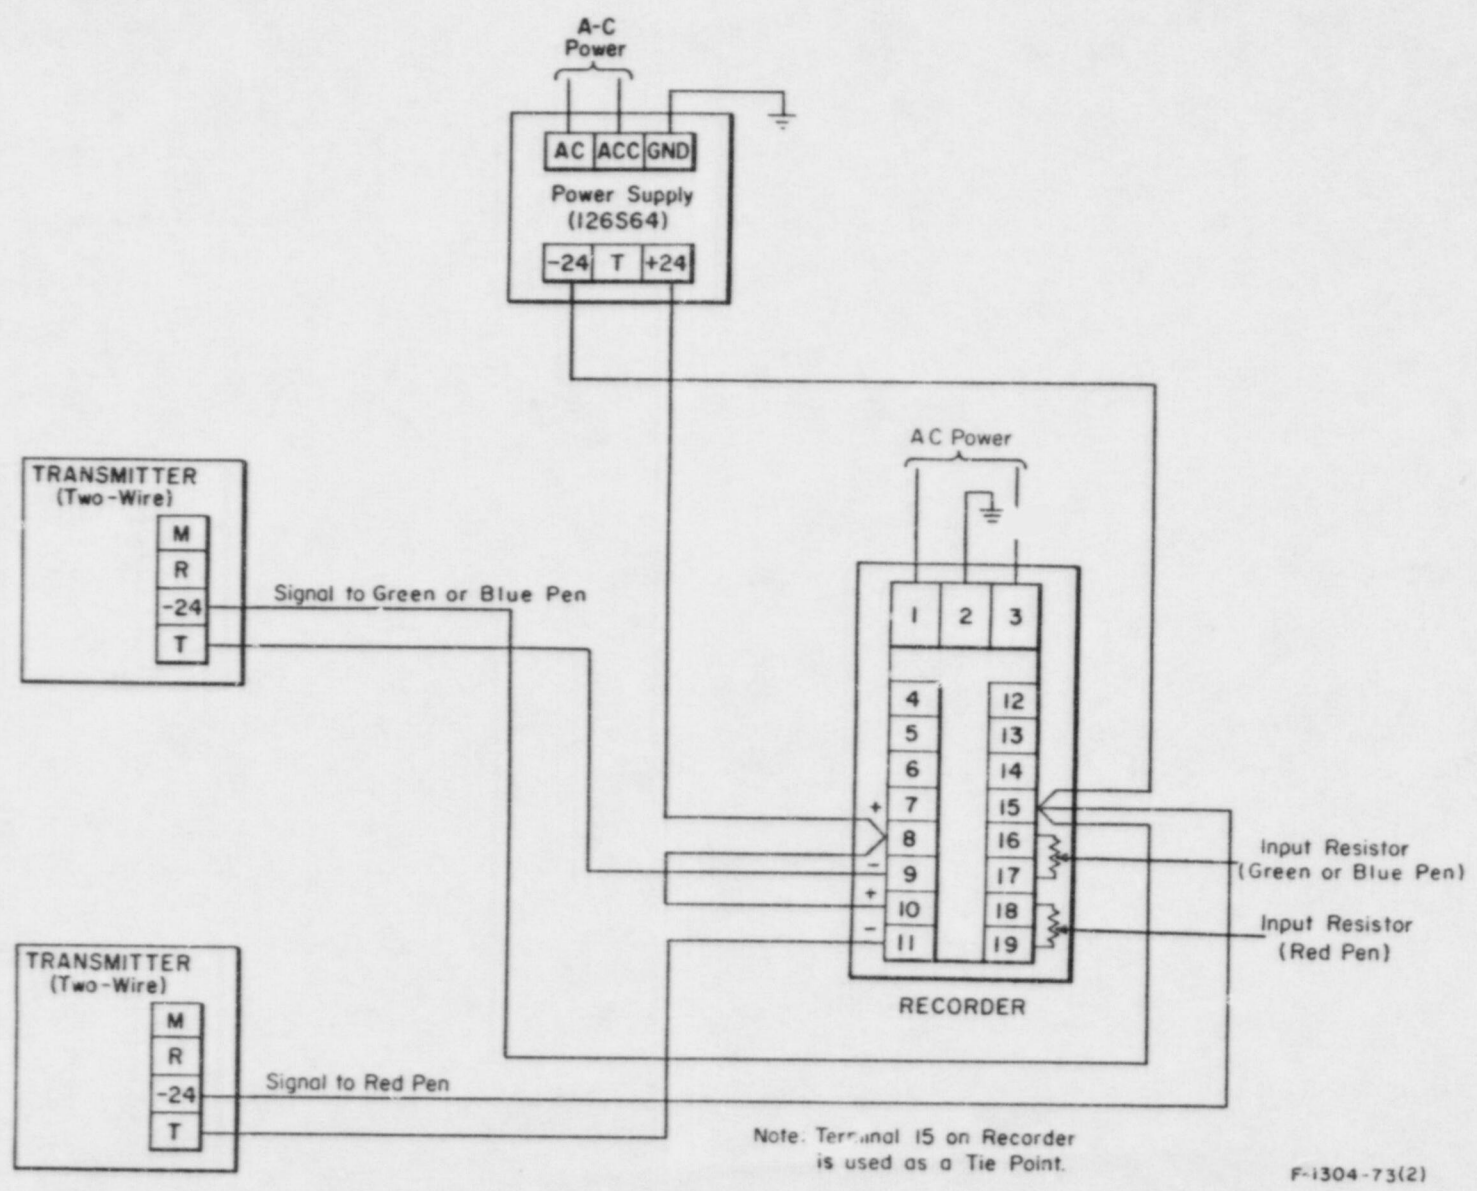 A-C
Power
AC ACC GND
Power Supply
(126S64)
-24 T +24
AC Power
TRANSMITTER
(Two-Wire)
M
R
-24
T
Signal to Green or Blue Pen
1 2 3
4 12
5 13
6 14
+ 7 15
8 16
- 9 17
+ 10 18
- 11 19
Input Resistor
(Green or Blue Pen)
Input Resistor
(Red Pen)
RECORDER
TRANSMITTER
(Two-Wire)
M
R
-24
T
Signal to Red Pen
Note: Terminal 15 on Recorder
is used as a Tie Point.
F-1304-73(2)